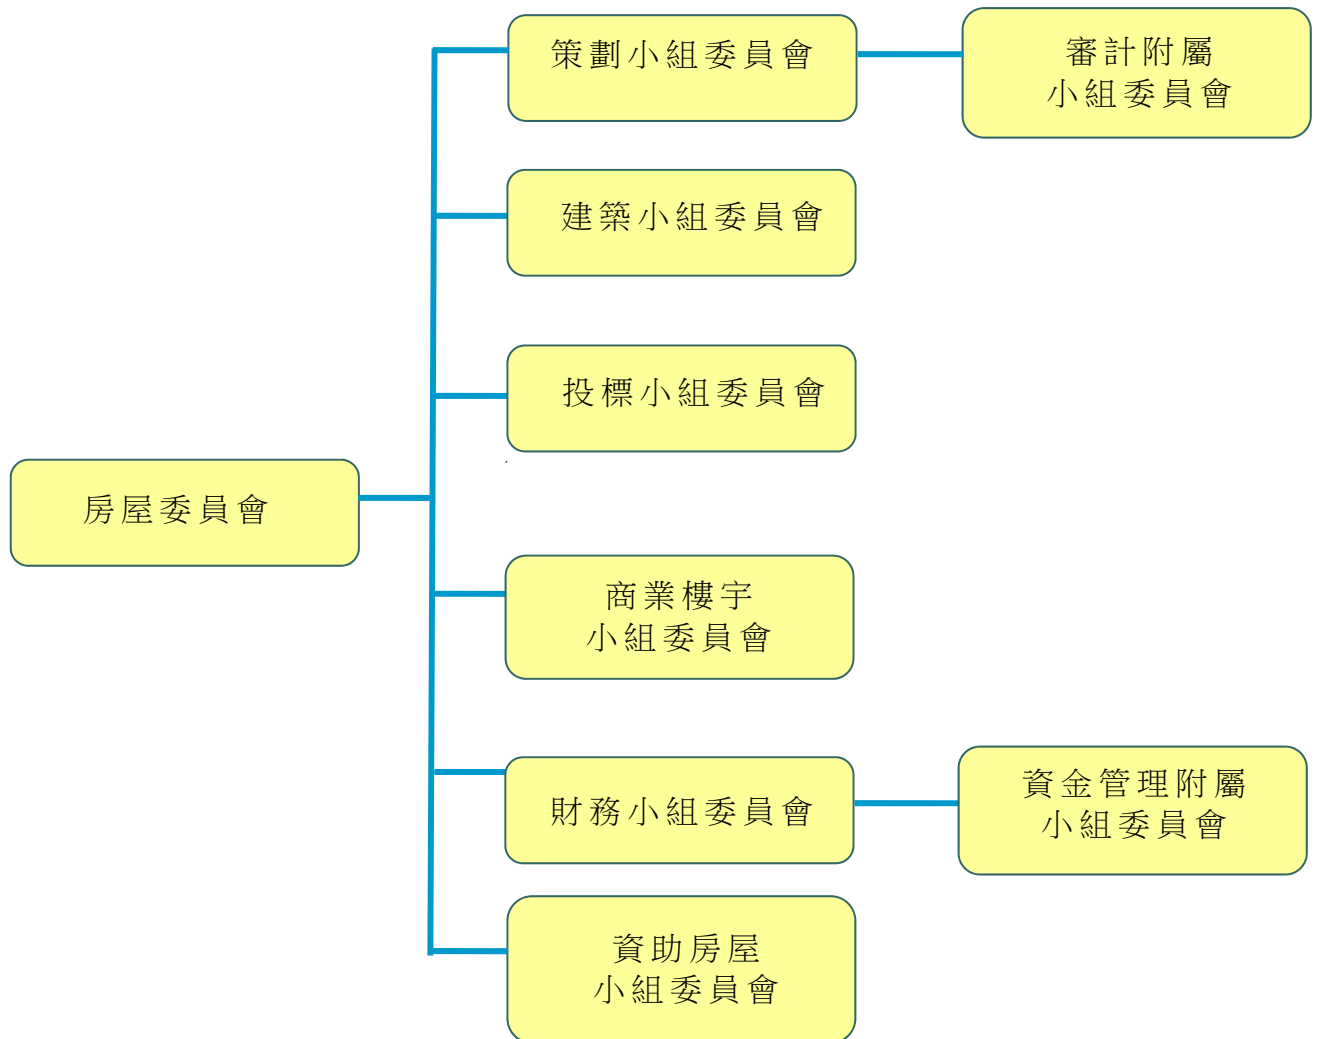 策劃小組委員會
審計附屬
小組委員會
建築小組委員會
投標小組委員會
房屋委員會
商業樓宇
小組委員會
財務小組委員會
資金管理附屬
小組委員會
資助房屋
小組委員會